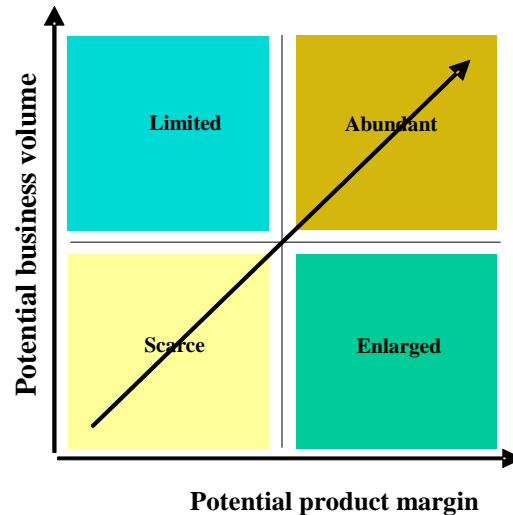 Potential business volume
Limited
Abundant
Scarce
Enlarged
Potential product margin